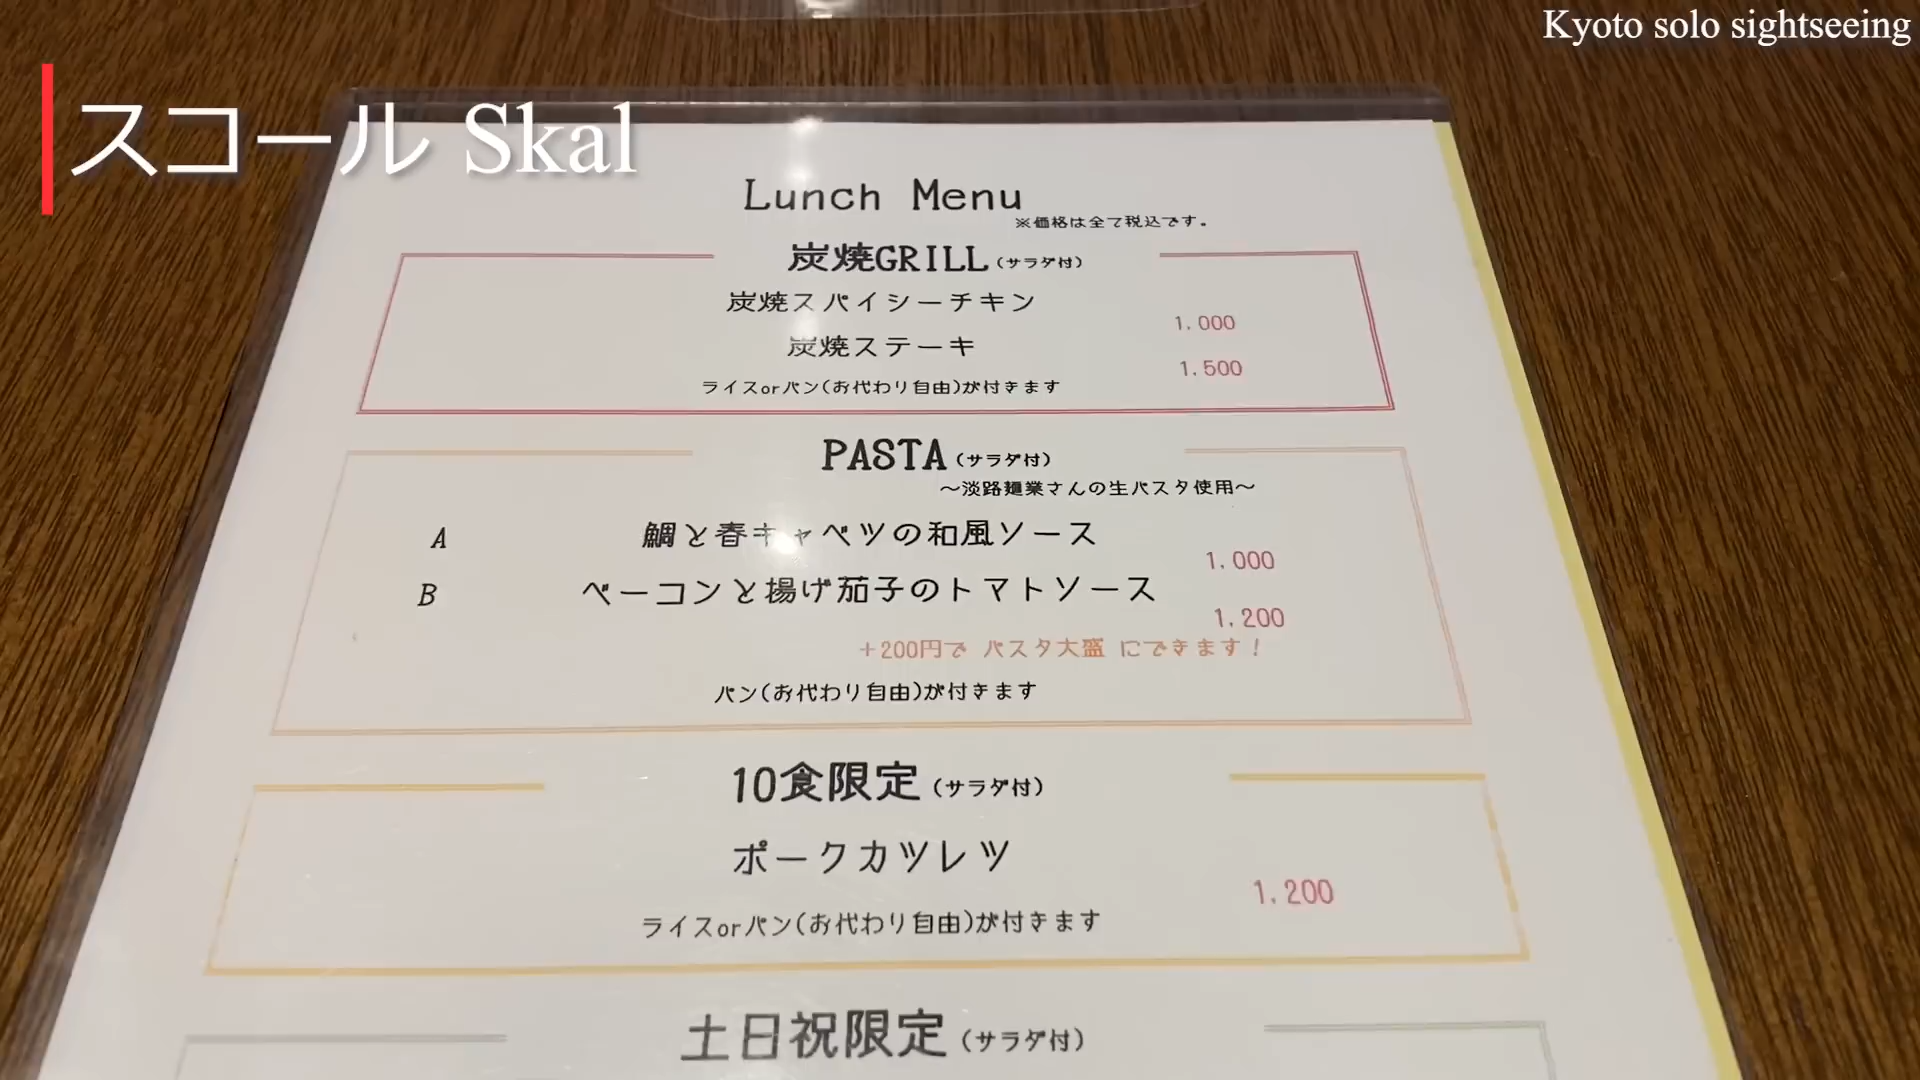 Kyoto solo sightseeing
スコール Skal
Lunch Menu
※価格は全て税込です。
炭焼GRILL(サラダ付)
炭焼スパイシーチキン
1,000
炭焼ステーキ
1,500
ライスorパン(お代わり自由)が付きます
PASTA(サラダ付)
～淡路麺業さんの生パスタ使用～
A 鯛と春キャベツの和風ソース
1,000
B ベーコンと揚げ茄子のトマトソース
1,200
+200円で パスタ大盛 にできます!
パン(お代わり自由)が付きます
10食限定(サラダ付)
ポークカツレツ
1,200
ライスorパン(お代わり自由)が付きます
土日祝限定(サラダ付)